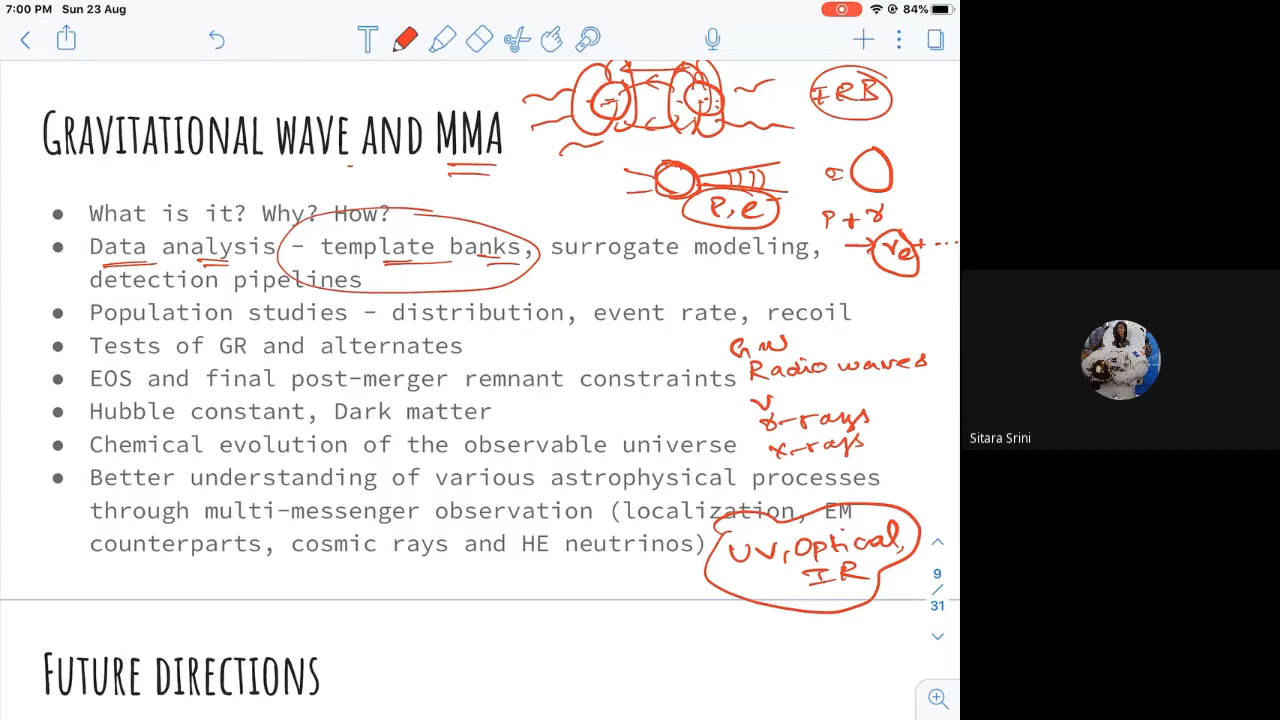 7:00 PM Sun 23 Aug
84%
GRAVITATIONAL WAVE AND MMA
IRB
P, e
P + γ
→ νe + ...
● What is it? Why? How?
● Data analysis - template banks, surrogate modeling,
detection pipelines
● Population studies - distribution, event rate, recoil
● Tests of GR and alternates
GW
● EOS and final post-merger remnant constraints
Radio waves
● Hubble constant, Dark matter
γ-rays
● Chemical evolution of the observable universe
x-rays
● Better understanding of various astrophysical processes
through multi-messenger observation (localization, EM
counterparts, cosmic rays and HE neutrinos)
UV, Optical,
IR
9
/
31
FUTURE DIRECTIONS
Sitara Srini